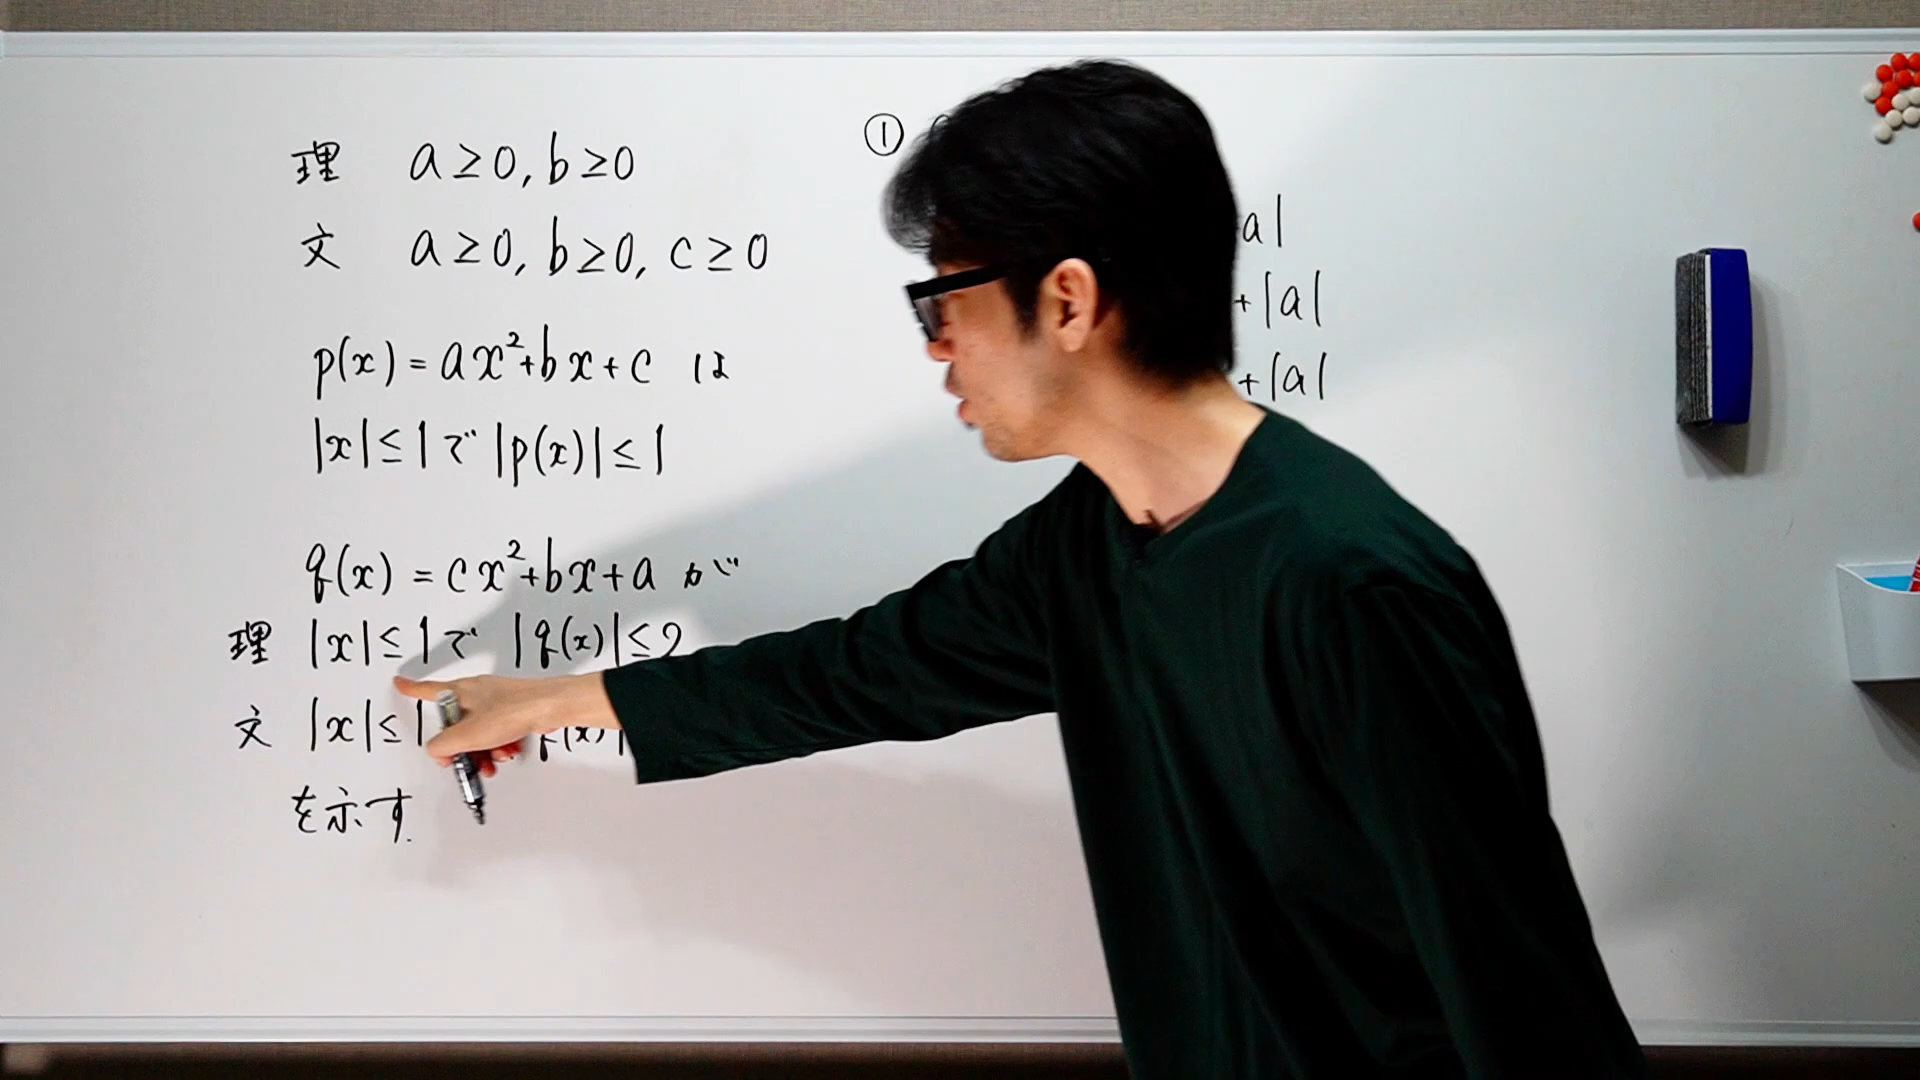 理 a≥0, b≥0
文 a≥0, b≥0, c≥0
p(x)=ax²+bx+c は
|x|≤1で |p(x)|≤1
q(x)=cx²+bx+a が
理 |x|≤1で |q(x)|≤2
文 |x|≤1
を示す.
①
a|
+|a|
+|a|